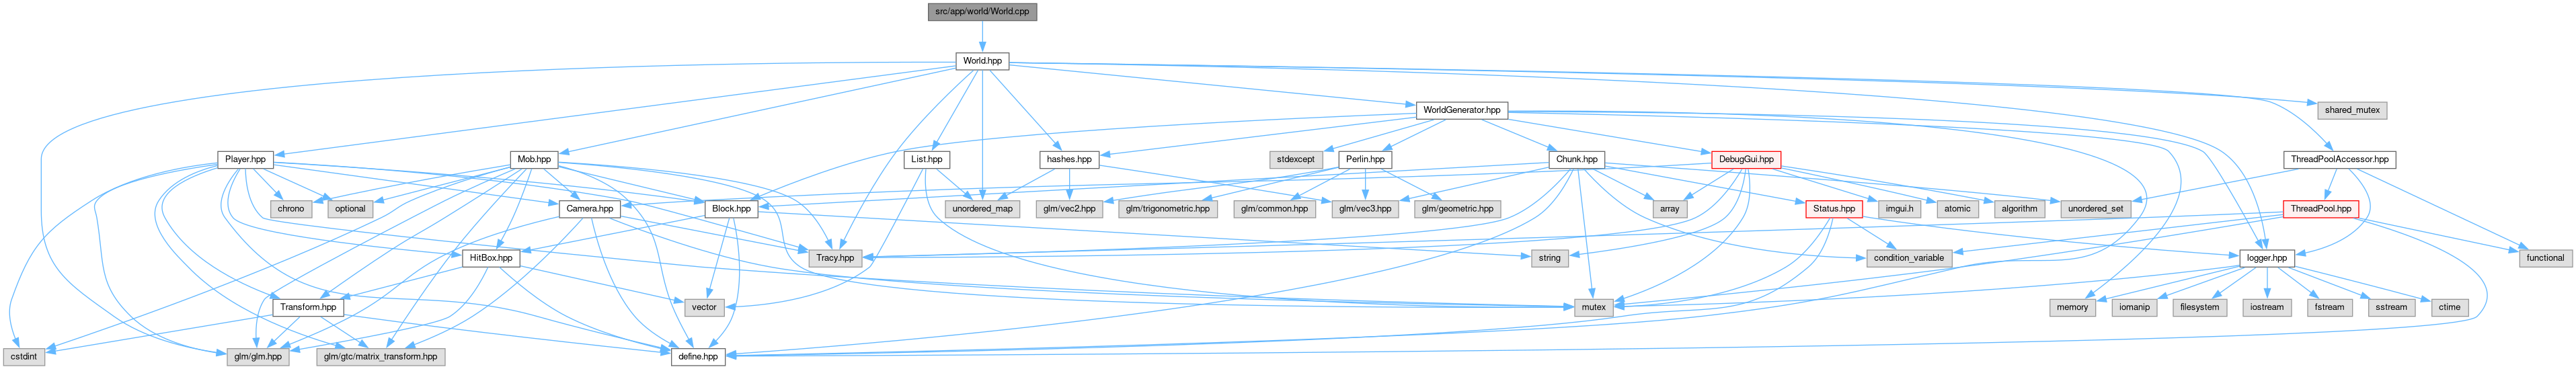 src/app/world/World.cpp
World.hpp
WorldGenerator.hpp
shared_mutex
Player.hpp
Mob.hpp
List.hpp
hashes.hpp
stdexcept
Perlin.hpp
Chunk.hpp
DebugGui.hpp
ThreadPoolAccessor.hpp
chrono
optional
Camera.hpp
Block.hpp
unordered_map
glm/vec2.hpp
glm/trigonometric.hpp
glm/common.hpp
glm/vec3.hpp
glm/geometric.hpp
array
Status.hpp
imgui.h
atomic
algorithm
unordered_set
ThreadPool.hpp
HitBox.hpp
Tracy.hpp
string
condition_variable
logger.hpp
functional
Transform.hpp
vector
mutex
memory
iomanip
filesystem
iostream
fstream
sstream
ctime
cstdint
glm/glm.hpp
glm/gtc/matrix_transform.hpp
define.hpp